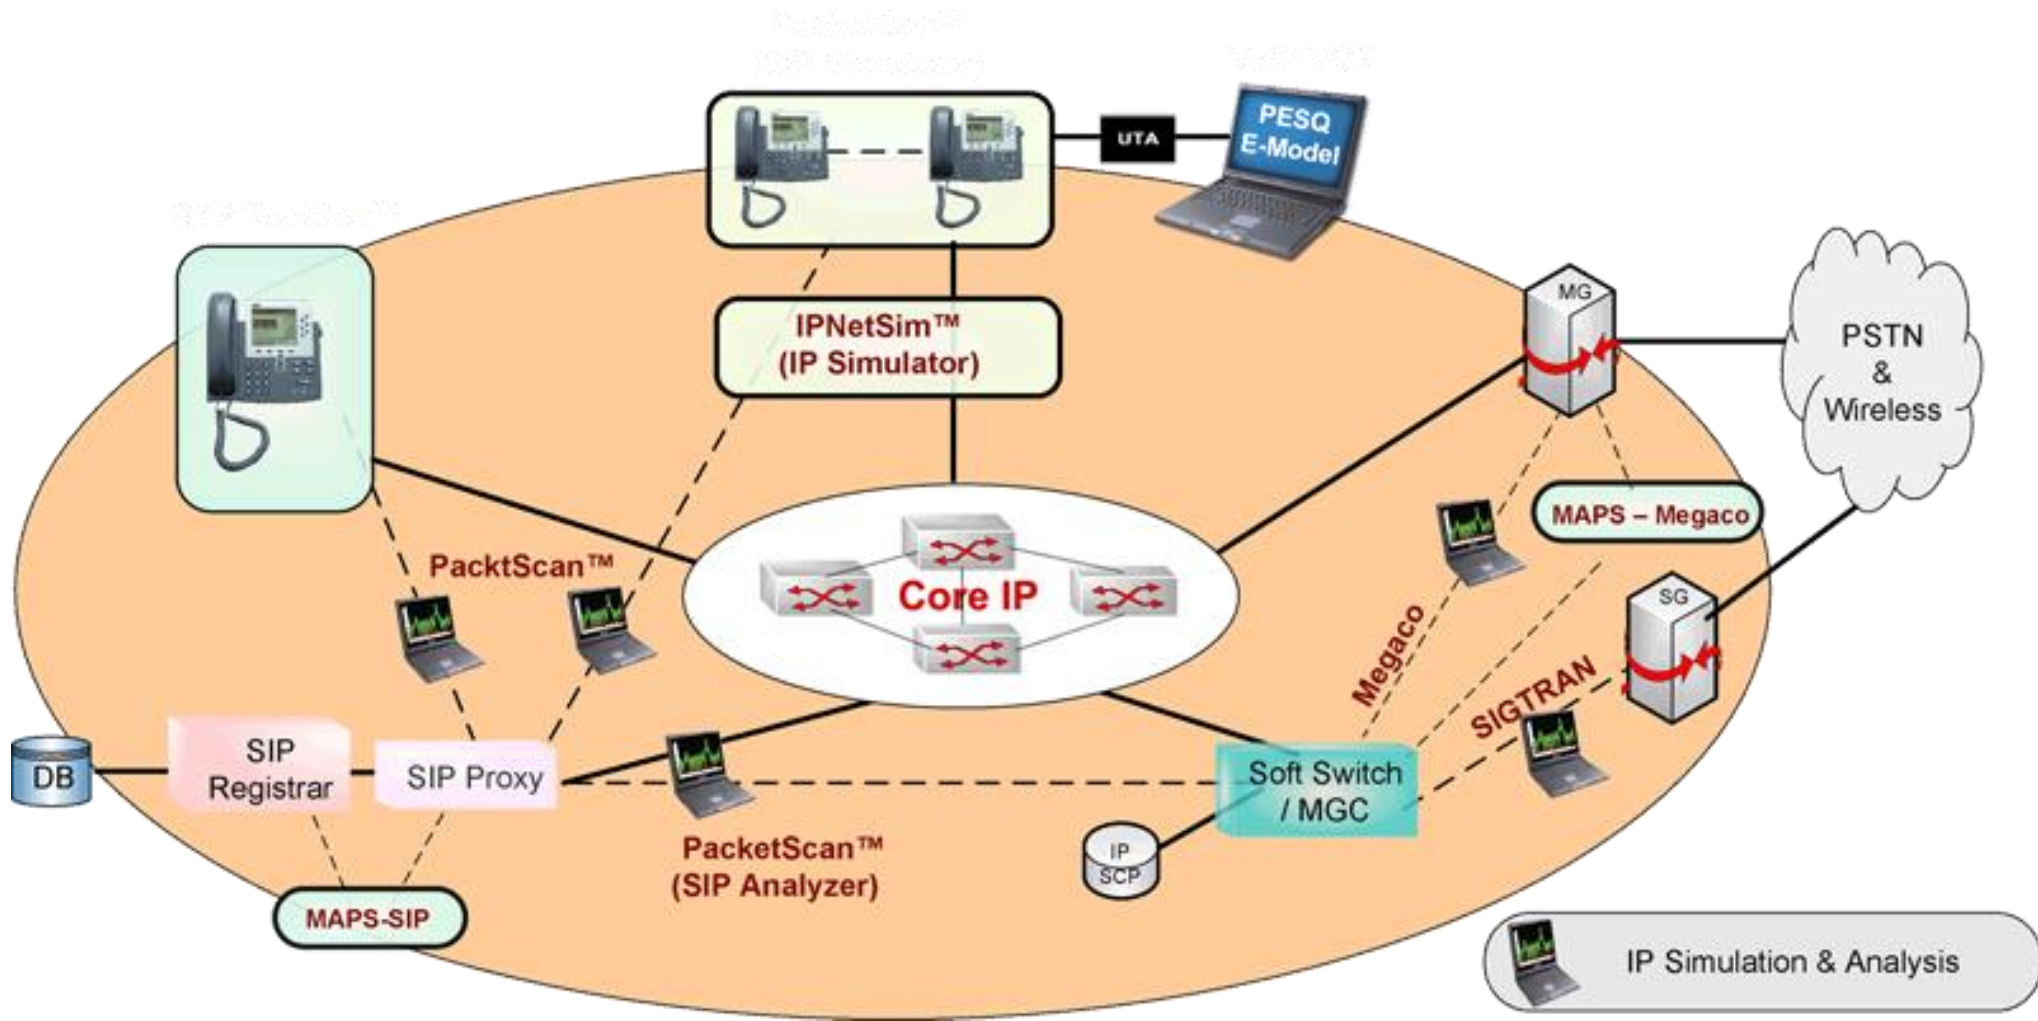 UTA
PESQ
E-Model
IPNetSim™
(IP Simulator)
MG
PSTN
&
Wireless
MAPS – Megaco
PacktScan™
Core IP
Megaco
SG
SIGTRAN
DB
SIP
Registrar
SIP Proxy
Soft Switch
/ MGC
PacketScan™
(SIP Analyzer)
IP
SCP
MAPS-SIP
IP Simulation & Analysis